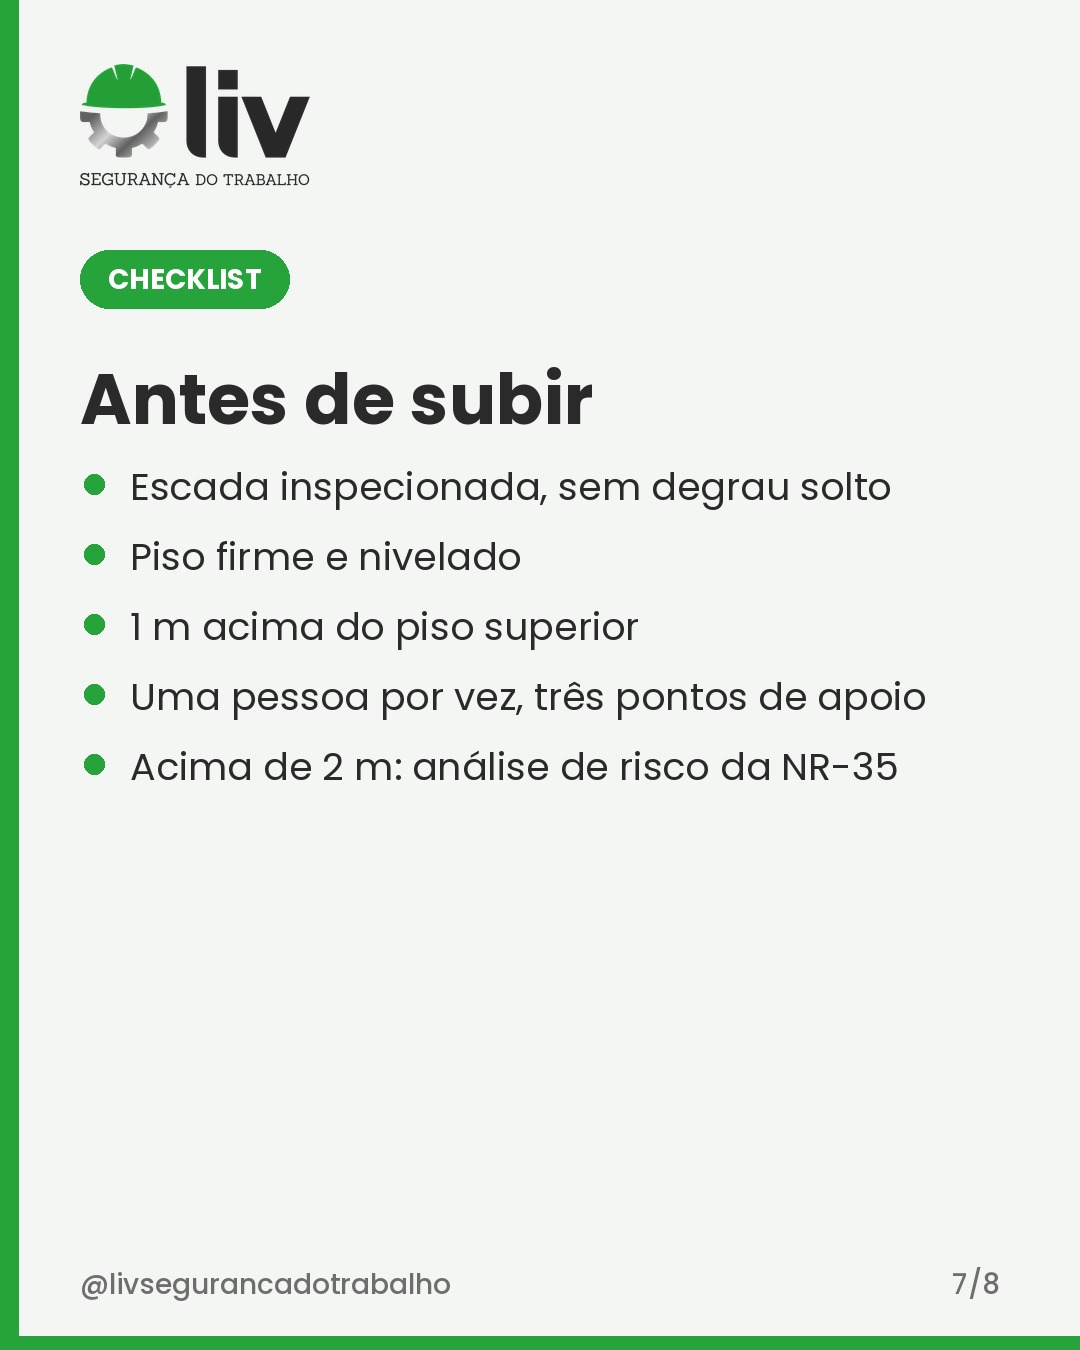 liv
SEGURANÇA DO TRABALHO
CHECKLIST
Antes de subir
Escada inspecionada, sem degrau solto
Piso firme e nivelado
1 m acima do piso superior
Uma pessoa por vez, três pontos de apoio
Acima de 2 m: análise de risco da NR-35
@livsegurancadotrabalho
7/8